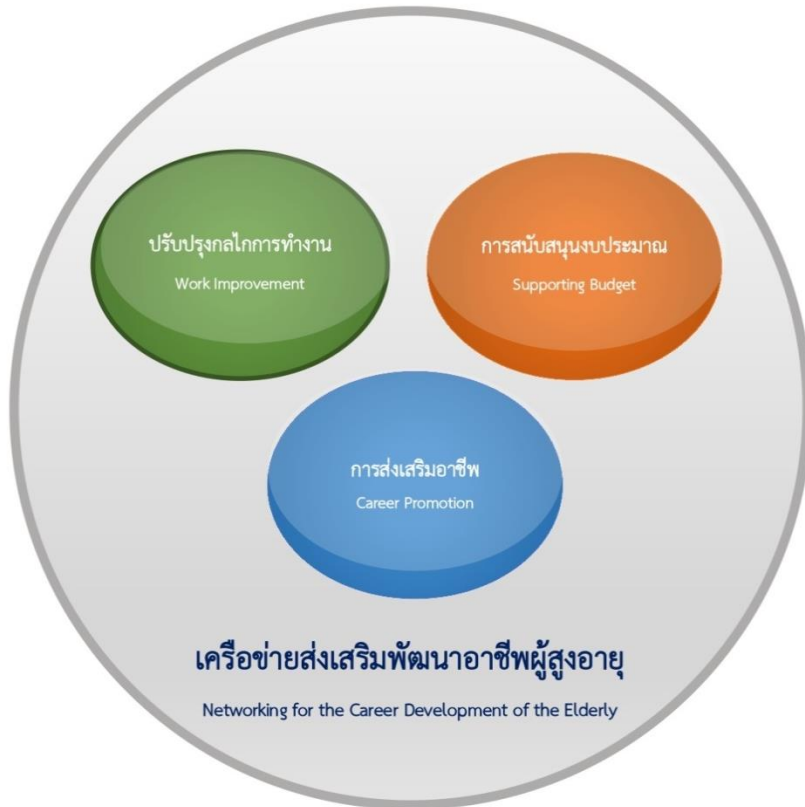 ปรับปรุงกลไกการทำงาน
Work Improvement
การสนับสนุนงบประมาณ
Supporting Budget
การส่งเสริมอาชีพ
Career Promotion
เครือข่ายส่งเสริมพัฒนาอาชีพผู้สูงอายุ
Networking for the Career Development of the Elderly